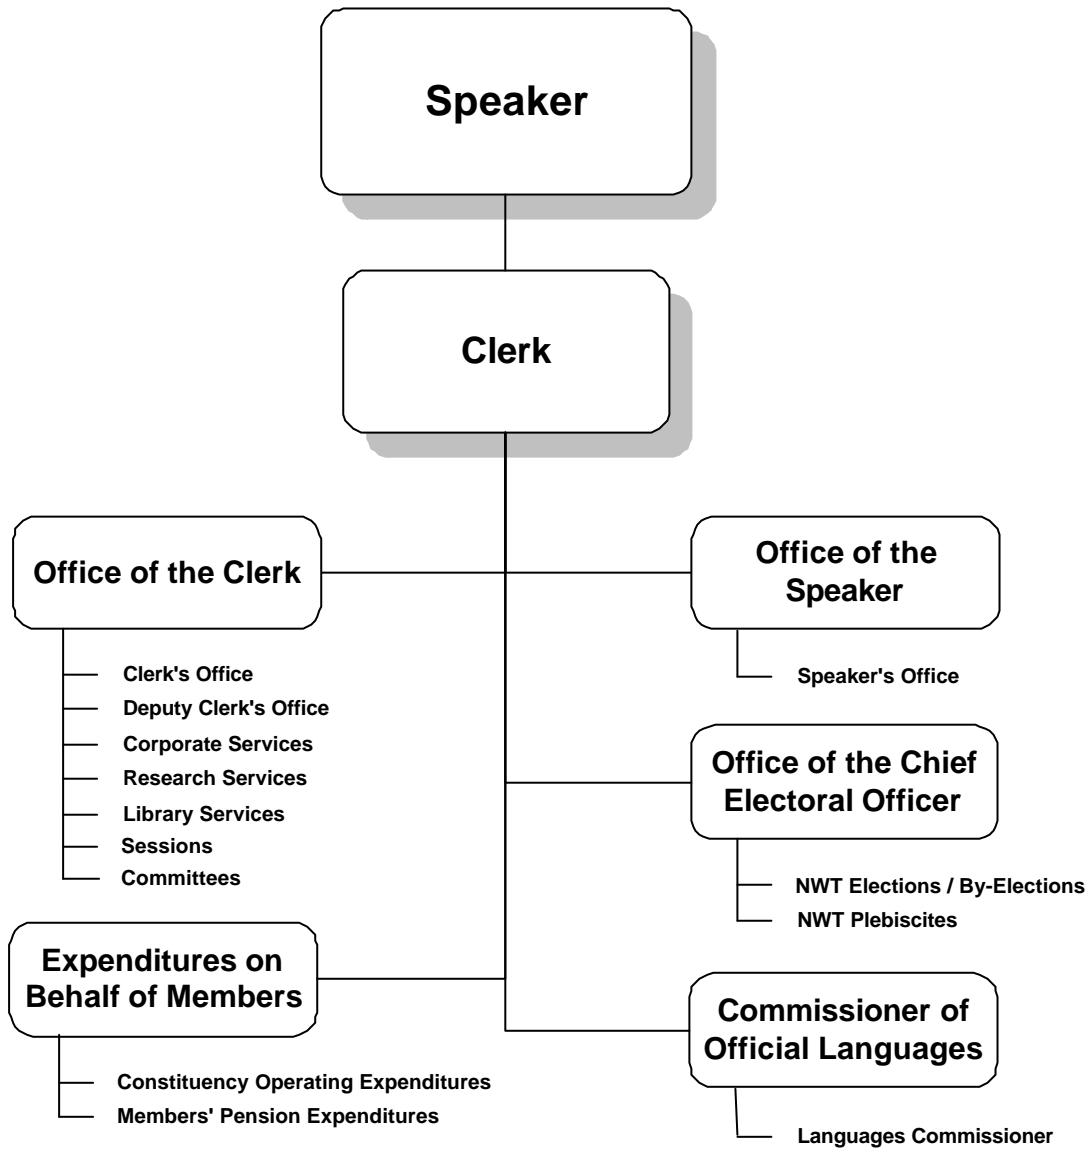 Speaker
Clerk
Office of the Clerk
Clerk's Office
Deputy Clerk's Office
Corporate Services
Research Services
Library Services
Sessions
Committees
Expenditures on
Behalf of Members
Constituency Operating Expenditures
Members' Pension Expenditures
Office of the
Speaker
Speaker's Office
Office of the Chief
Electoral Officer
NWT Elections / By-Elections
NWT Plebiscites
Commissioner of
Official Languages
Languages Commissioner